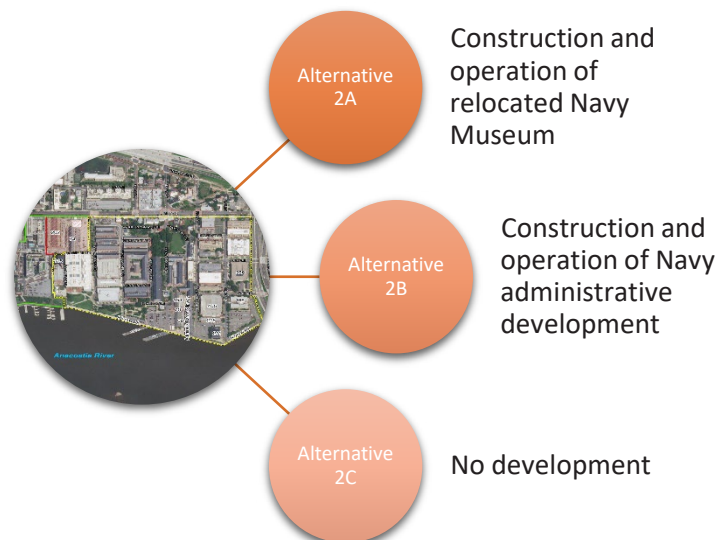 Alternative
2A
Construction and
operation of
relocated Navy
Museum
Alternative
2B
Construction and
operation of Navy
administrative
development
Anacostia River
Alternative
2C
No development